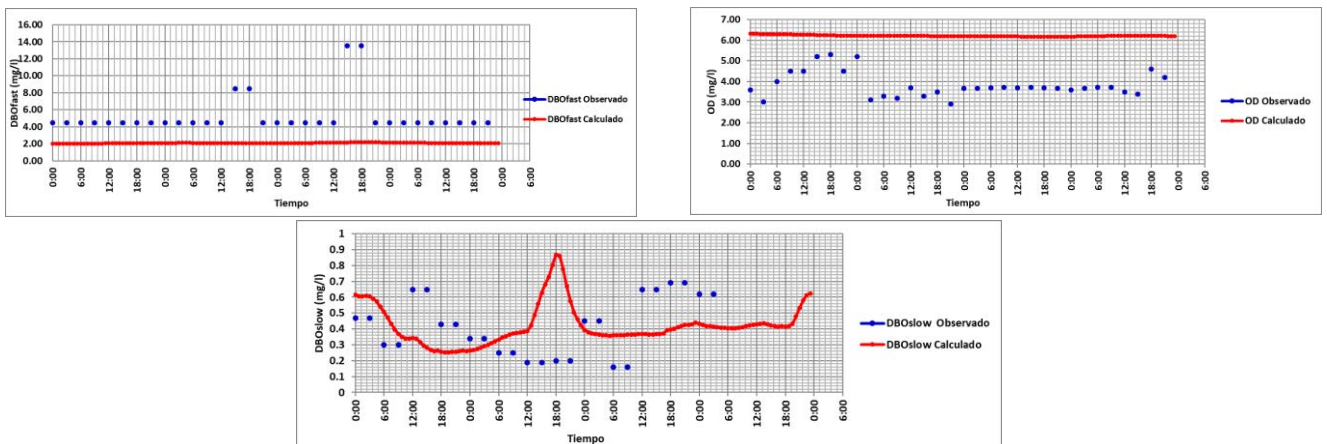 16.00
14.00
12.00
10.00
8.00
6.00
4.00
2.00
0.00
DBOfast (mg/l)
0:00 6:00 12:00 18:00 0:00 6:00 12:00 18:00 0:00 6:00 12:00 18:00 0:00 6:00 12:00 18:00 0:00 6:00
Tiempo
DBOfast Observado
DBOfast Calculado
7.00
6.00
5.00
4.00
3.00
2.00
1.00
0.00
OD (mg/l)
0:00 6:00 12:00 18:00 0:00 6:00 12:00 18:00 0:00 6:00 12:00 18:00 0:00 6:00 12:00 18:00 0:00 6:00
Tiempo
OD Observado
OD Calculado
1
0.9
0.8
0.7
0.6
0.5
0.4
0.3
0.2
0.1
0
DBOslow (mg/l)
0:00 6:00 12:00 18:00 0:00 6:00 12:00 18:00 0:00 6:00 12:00 18:00 0:00 6:00 12:00 18:00 0:00 6:00
Tiempo
DBOslow Observado
DBOslow Calculado